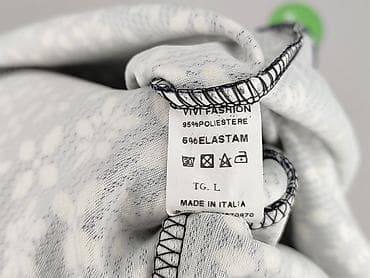 VIVI FASHION
95%POLIESTERE
5%ELASTAM
TG. L
MADE IN ITALIA